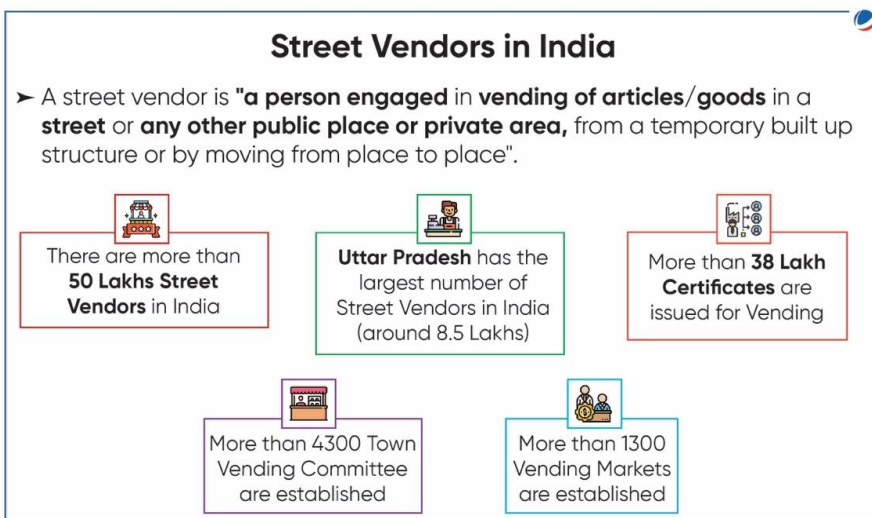 Street Vendors in India
➤ A street vendor is "a person engaged in vending of articles/goods in a
street or any other public place or private area, from a temporary built up
structure or by moving from place to place".
There are more than
50 Lakhs Street
Vendors in India
Uttar Pradesh has the
largest number of
Street Vendors in India
(around 8.5 Lakhs)
More than 38 Lakh
Certificates are
issued for Vending
More than 4300 Town
Vending Committee
are established
More than 1300
Vending Markets
are established